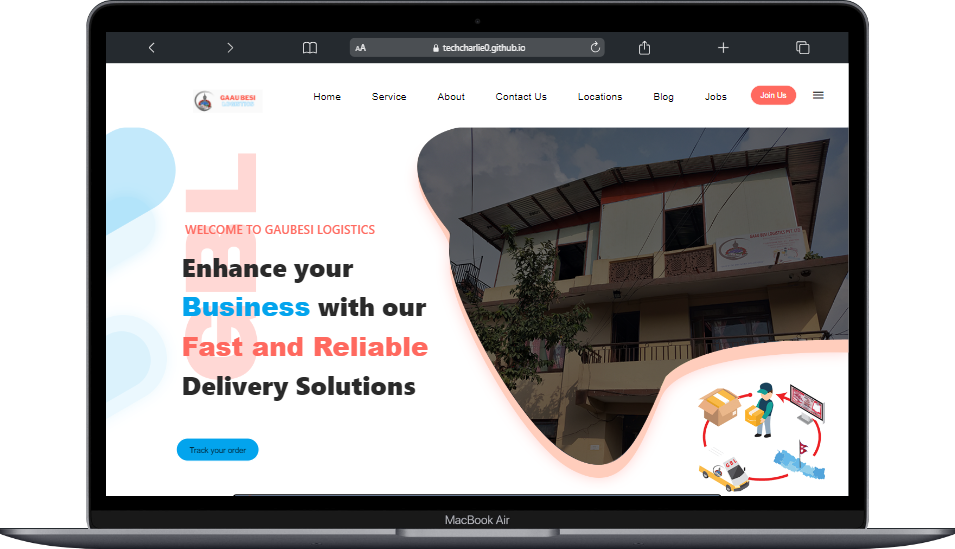 AA
techcharlie0.github.io
GAAU BESI
LOGISTICS
Home
Service
About
Contact Us
Locations
Blog
Jobs
Join Us
GBL
WELCOME TO GAUBESI LOGISTICS
Enhance your
Business with our
Fast and Reliable
Delivery Solutions
Track your order
GBL
MacBook Air